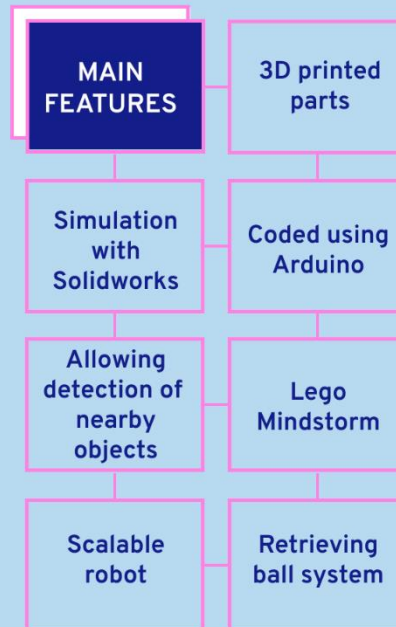 MAIN
FEATURES
3D printed
parts
Simulation
with
Solidworks
Coded using
Arduino
Allowing
detection of
nearby
objects
Lego
Mindstorm
Scalable
robot
Retrieving
ball system